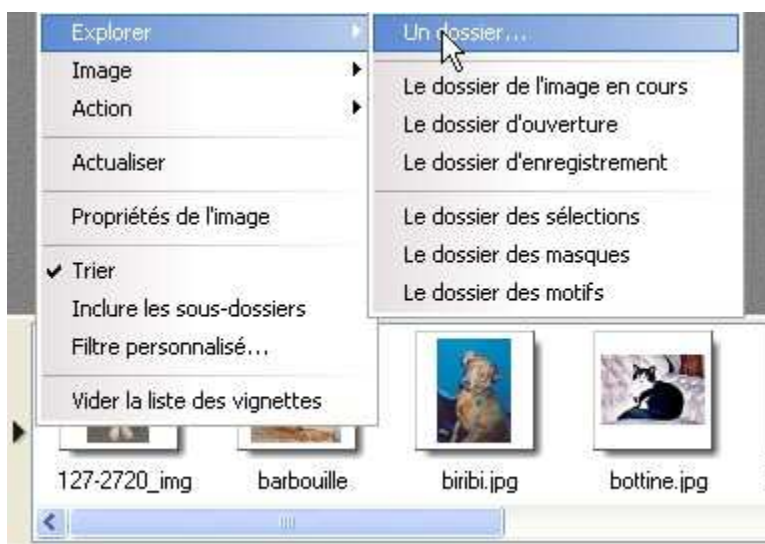 Explorer
Image
Action
Actualiser
Propriétés de l'image
Trier
Inclure les sous-dossiers
Filtre personnalisé...
Vider la liste des vignettes
Un dossier...
Le dossier de l'image en cours
Le dossier d'ouverture
Le dossier d'enregistrement
Le dossier des sélections
Le dossier des masques
Le dossier des motifs
127-2720_img
barbouille
biribi.jpg
bottine.jpg